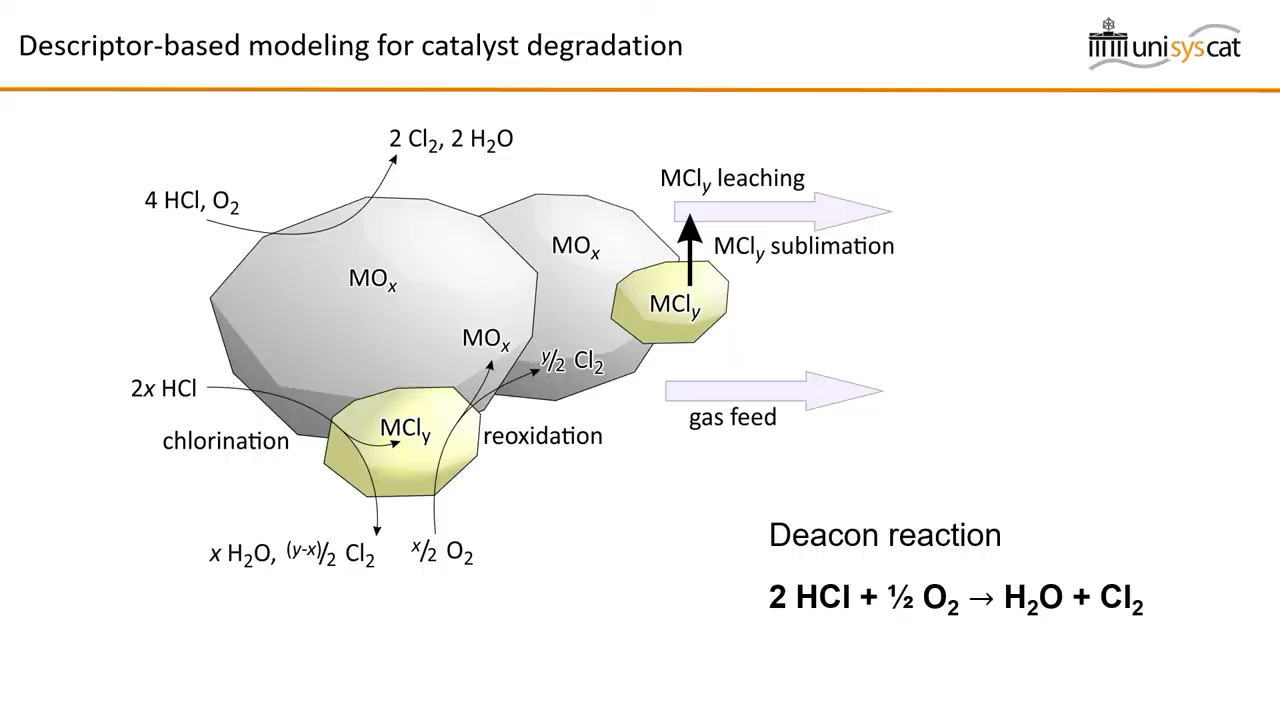 Descriptor-based modeling for catalyst degradation
unisyscat
2 Cl₂, 2 H₂O
4 HCl, O₂
MCly leaching
MOx
MCly sublimation
MOx
MCly
MOx
y/2 Cl₂
2x HCl
gas feed
MCly
chlorination
reoxidation
x H₂O, (y-x)/2 Cl₂
x/2 O₂
Deacon reaction
2 HCl + ½ O₂ → H₂O + Cl₂